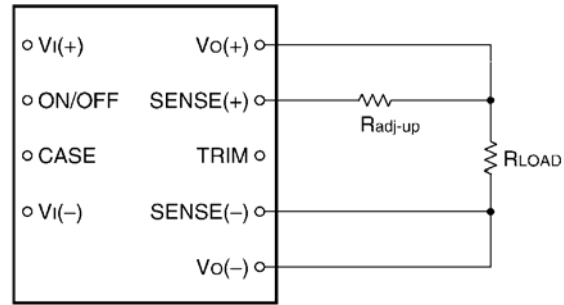 VI(+) VO(+)
ON/OFF SENSE(+)
Radj-up
CASE TRIM RLOAD
VI(–) SENSE(–)
VO(–)